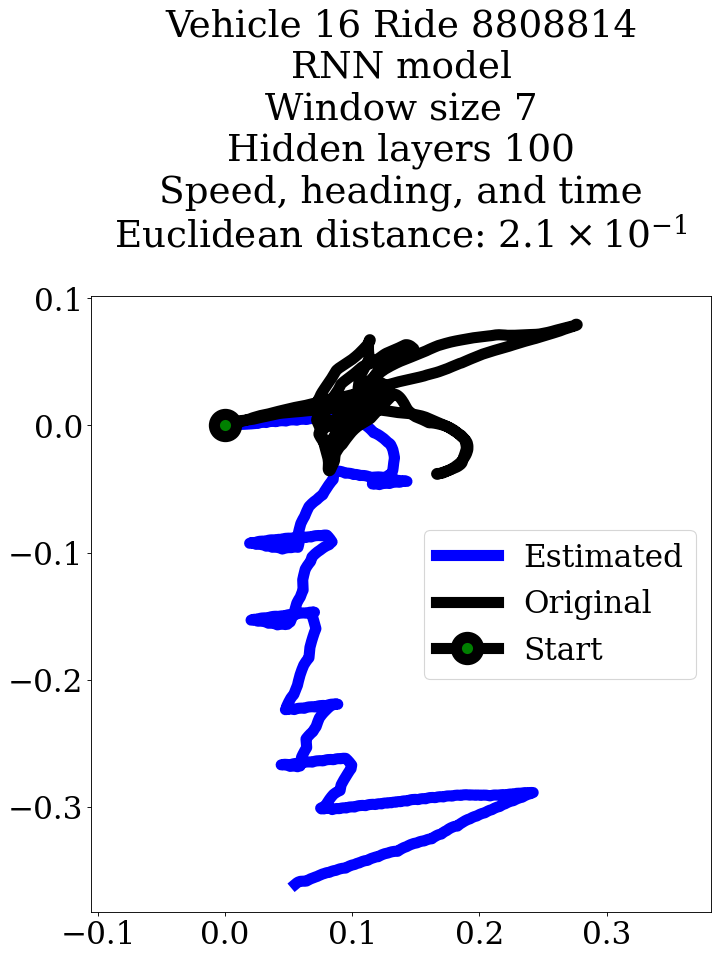 Vehicle 16 Ride 8808814
RNN model
Window size 7
Hidden layers 100
Speed, heading, and time
Euclidean distance: 2.1 × 10⁻¹
0.1
0.0
−0.1
−0.2
−0.3
Estimated
Original
Start
−0.1 0.0 0.1 0.2 0.3